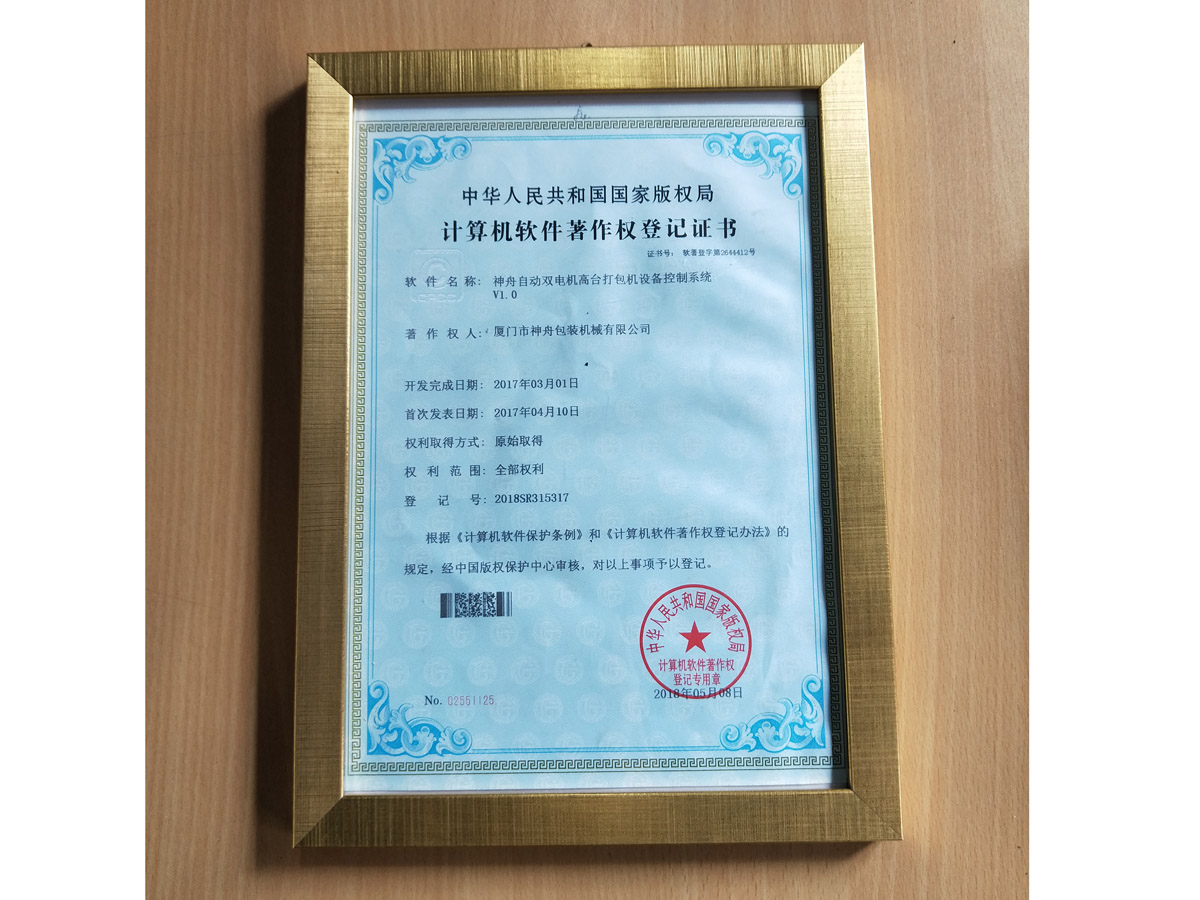 中华人民共和国国家版权局
计算机软件著作权登记证书
证书号： 软著登字第2644412号
软件名称： 神舟自动双电机高台打包机设备控制系统
V1.0
著作权人： 厦门市神舟包装机械有限公司
开发完成日期： 2017年03月01日
首次发表日期： 2017年04月10日
权利取得方式： 原始取得
权利范围： 全部权利
登记号： 2018SR315317
根据《计算机软件保护条例》和《计算机软件著作权登记办法》的
规定，经中国版权保护中心审核，对以上事项予以登记。
中华人民共和国国家版权局
计算机软件著作权
登记专用章
2018年05月08日
No. 02551125